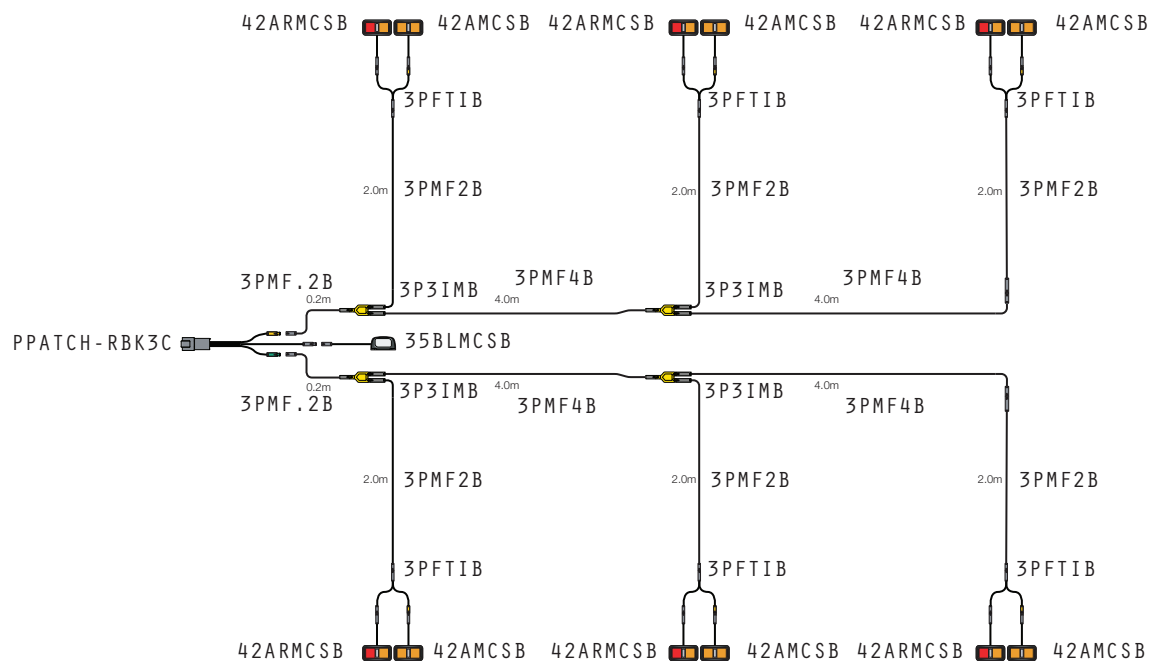 42ARMCSB 42AMCSB 42ARMCSB 42AMCSB 42ARMCSB 42AMCSB
3PFTIB 3PFTIB 3PFTIB
2.0m 3PMF2B 2.0m 3PMF2B 2.0m 3PMF2B
3PMF.2B 3PMF4B 3PMF4B
0.2m 3P3IMB 4.0m 3P3IMB 4.0m
PPATCH-RBK3C 35BLMCSB
0.2m 3P3IMB 4.0m 3P3IMB 4.0m
3PMF.2B 3PMF4B 3PMF4B
2.0m 3PMF2B 2.0m 3PMF2B 2.0m 3PMF2B
3PFTIB 3PFTIB 3PFTIB
42ARMCSB 42AMCSB 42ARMCSB 42AMCSB 42ARMCSB 42AMCSB